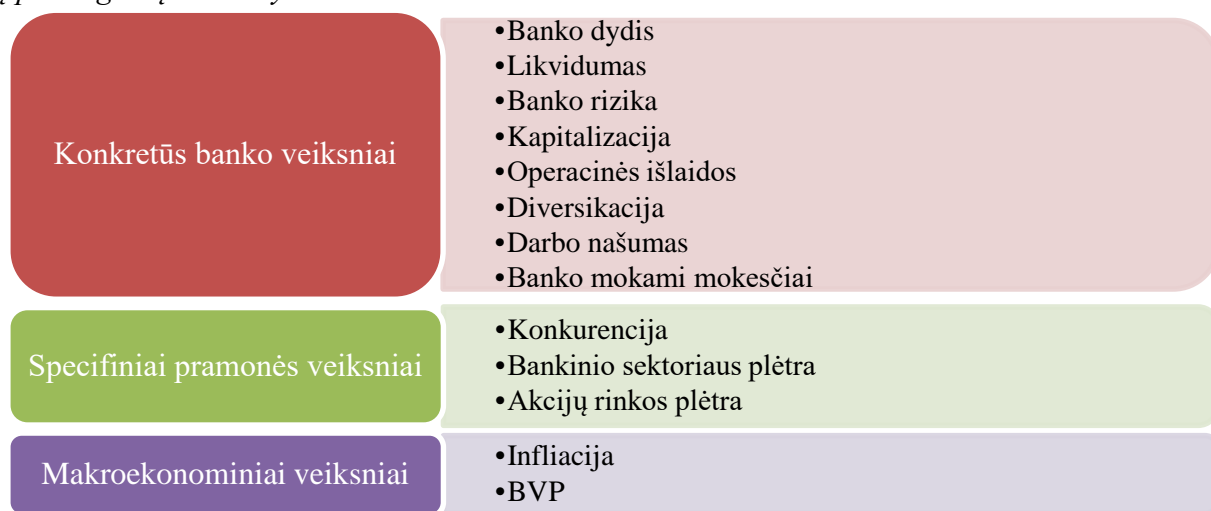 Konkretūs banko veiksniai
•Banko dydis
•Likvidumas
•Banko rizika
•Kapitalizacija
•Operacinės išlaidos
•Diversikacija
•Darbo našumas
•Banko mokami mokesčiai
Specifiniai pramonės veiksniai
•Konkurencija
•Bankinio sektoriaus plėtra
•Akcijų rinkos plėtra
Makroekonominiai veiksniai
•Infliacija
•BVP